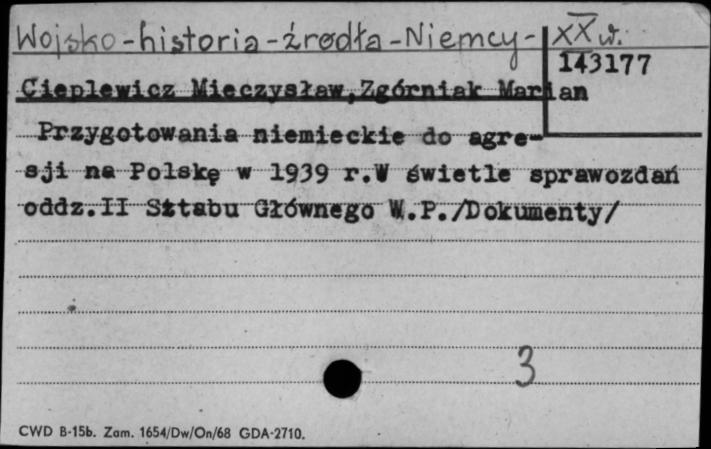 Wojsko-historia-źródła-Niemcy-XX w.
143177
Cieplewicz Mieczysław,Zgórniak Marian
Przygotowania niemieckie do agre-
sji na Polskę w 1939 r.W świetle sprawozdań
oddz.II Sztabu Głównego W.P./Dokumenty/
3
CWD B-15b. Zam. 1654/Dw/On/68 GDA-2710.